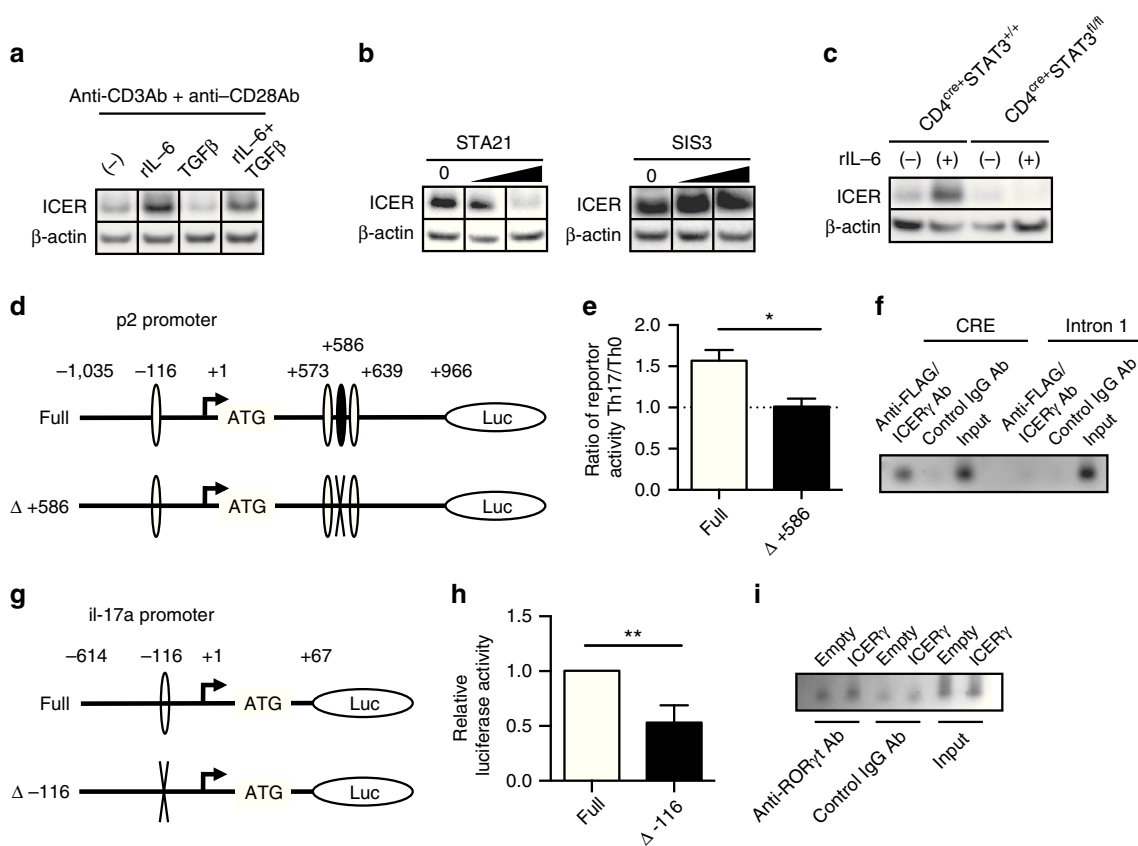 a
Anti-CD3Ab + anti–CD28Ab
(–)
rIL–6
TGFβ
rIL–6+
TGFβ
ICER
β-actin
b
STA21
0
ICER
β-actin
SIS3
0
ICER
β-actin
c
CD4cre+STAT3+/+
CD4cre+STAT3fl/fl
rIL–6 (–) (+) (–) (+)
ICER
β-actin
d
p2 promoter
+586
–1,035 –116 +1 +573 +639 +966
Full ATG Luc
Δ +586 ATG Luc
e
Ratio of reportor
activity Th17/Th0
2.0
1.5
1.0
0.5
0.0
*
Full
Δ +586
f
CRE
Intron 1
Anti-FLAG/
ICERγ Ab
Control IgG Ab
Input
Anti-FLAG/
ICERγ Ab
Control IgG Ab
Input
g
il-17a promoter
–614 –116 +1 +67
Full ATG Luc
Δ –116 ATG Luc
h
Relative
luciferase activity
1.5
1.0
0.5
0.0
**
Full
Δ -116
i
Empty
ICERγ
Empty
ICERγ
Empty
ICERγ
Anti-RORγt Ab
Control IgG Ab
Input